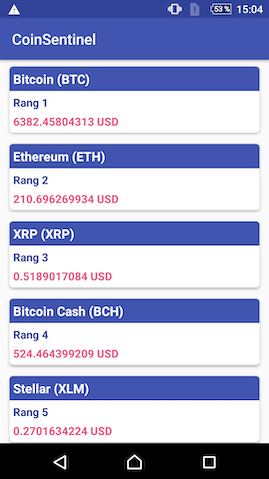 53 % 15:04
CoinSentinel
Bitcoin (BTC)
Rang 1
6382.45804313 USD
Ethereum (ETH)
Rang 2
210.696269934 USD
XRP (XRP)
Rang 3
0.5189017084 USD
Bitcoin Cash (BCH)
Rang 4
524.464399209 USD
Stellar (XLM)
Rang 5
0.2701634224 USD